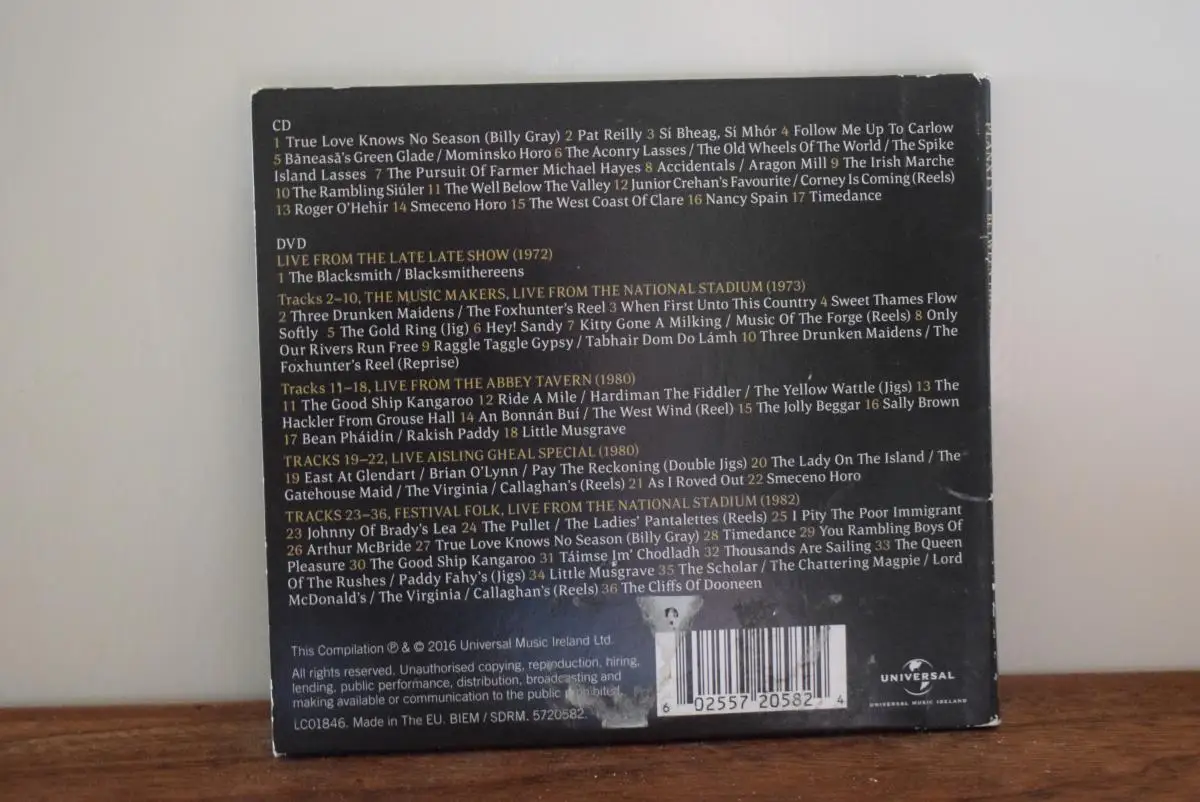 CD
1 True Love Knows No Season (Billy Gray) 2 Pat Reilly 3 Sí Bheag, Sí Mhór 4 Follow Me Up To Carlow
5 Băneasă's Green Glade / Mominsko Horo 6 The Aconry Lasses / The Old Wheels Of The World / The Spike
Island Lasses 7 The Pursuit Of Farmer Michael Hayes 8 Accidentals / Aragon Mill 9 The Irish Marche
10 The Rambling Siúler 11 The Well Below The Valley 12 Junior Crehan's Favourite / Corney Is Coming (Reels)
13 Roger O'Hehir 14 Smeceno Horo 15 The West Coast Of Clare 16 Nancy Spain 17 Timedance
DVD
LIVE FROM THE LATE LATE SHOW (1972)
1 The Blacksmith / Blacksmithereens
Tracks 2–10, THE MUSIC MAKERS, LIVE FROM THE NATIONAL STADIUM (1973)
2 Three Drunken Maidens / The Foxhunter's Reel 3 When First Unto This Country 4 Sweet Thames Flow
Softly 5 The Gold Ring (Jig) 6 Hey! Sandy 7 Kitty Gone A Milking / Music Of The Forge (Reels) 8 Only
Our Rivers Run Free 9 Raggle Taggle Gypsy / Tabhair Dom Do Lámh 10 Three Drunken Maidens / The
Foxhunter's Reel (Reprise)
Tracks 11–18, LIVE FROM THE ABBEY TAVERN (1980)
11 The Good Ship Kangaroo 12 Ride A Mile / Hardiman The Fiddler / The Yellow Wattle (Jigs) 13 The
Hackler From Grouse Hall 14 An Bonnán Buí / The West Wind (Reel) 15 The Jolly Beggar 16 Sally Brown
17 Bean Pháidín / Rakish Paddy 18 Little Musgrave
TRACKS 19–22, LIVE AISLING GHEAL SPECIAL (1980)
19 East At Glendart / Brian O'Lynn / Pay The Reckoning (Double Jigs) 20 The Lady On The Island / The
Gatehouse Maid / The Virginia / Callaghan's (Reels) 21 As I Roved Out 22 Smeceno Horo
TRACKS 23–36, FESTIVAL FOLK, LIVE FROM THE NATIONAL STADIUM (1982)
23 Johnny Of Brady's Lea 24 The Pullet / The Ladies' Pantalettes (Reels) 25 I Pity The Poor Immigrant
26 Arthur McBride 27 True Love Knows No Season (Billy Gray) 28 Timedance 29 You Rambling Boys Of
Pleasure 30 The Good Ship Kangaroo 31 Táimse Im' Chodladh 32 Thousands Are Sailing 33 The Queen
Of The Rushes / Paddy Fahy's (Jigs) 34 Little Musgrave 35 The Scholar / The Chattering Magpie / Lord
McDonald's / The Virginia / Callaghan's (Reels) 36 The Cliffs Of Dooneen
This Compilation ℗ & © 2016 Universal Music Ireland Ltd.
All rights reserved. Unauthorised copying, reproduction, hiring,
lending, public performance, distribution, broadcasting and
making available or communication to the public prohibited.
LC01846. Made in The EU. BIEM / SDRM. 5720582.
6 02557 20582 4
UNIVERSAL
UNIVERSAL MUSIC IRELAND
PLANXTY